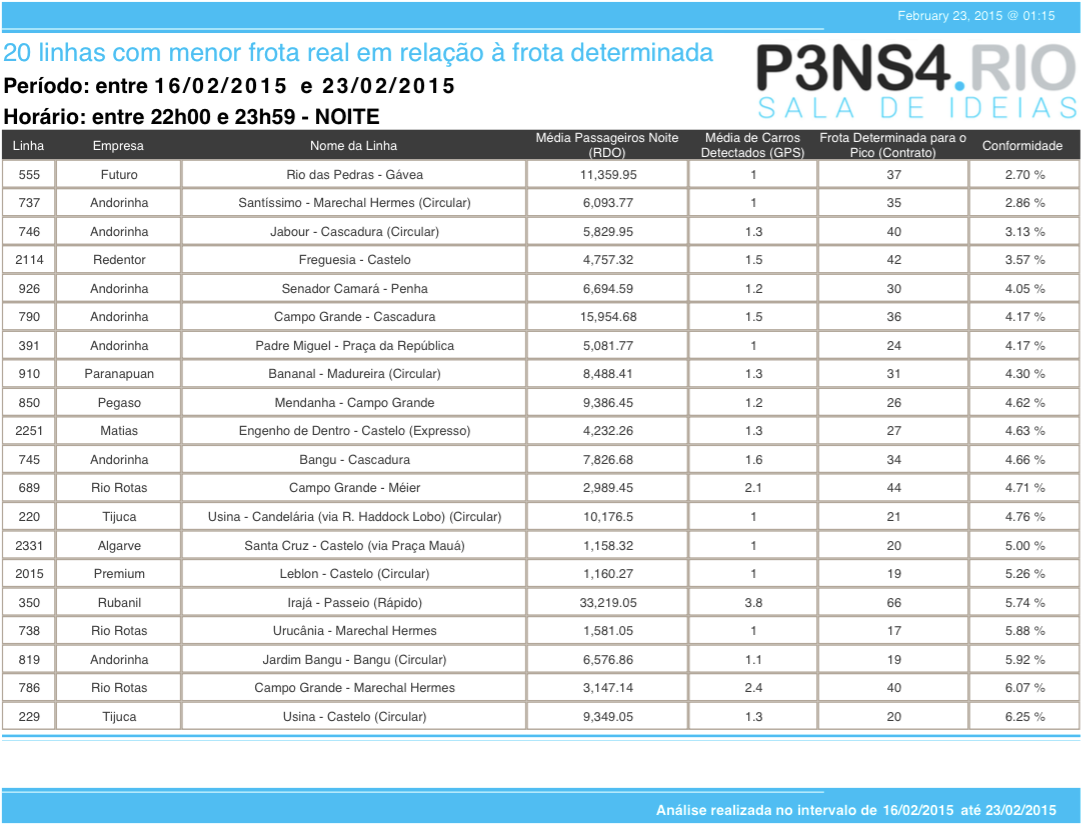 February 23, 2015 @ 01:15
20 linhas com menor frota real em relação à frota determinada
Período: entre 16/02/2015 e 23/02/2015
Horário: entre 22h00 e 23h59 - NOITE
P3NS4.RIO
SALA DE IDEIAS
Linha Empresa Nome da Linha Média Passageiros Noite (RDO) Média de Carros Detectados (GPS) Frota Determinada para o Pico (Contrato) Conformidade
555 Futuro Rio das Pedras - Gávea 11,359.95 1 37 2.70 %
737 Andorinha Santíssimo - Marechal Hermes (Circular) 6,093.77 1 35 2.86 %
746 Andorinha Jabour - Cascadura (Circular) 5,829.95 1.3 40 3.13 %
2114 Redentor Freguesia - Castelo 4,757.32 1.5 42 3.57 %
926 Andorinha Senador Camará - Penha 6,694.59 1.2 30 4.05 %
790 Andorinha Campo Grande - Cascadura 15,954.68 1.5 36 4.17 %
391 Andorinha Padre Miguel - Praça da República 5,081.77 1 24 4.17 %
910 Paranapuan Bananal - Madureira (Circular) 8,488.41 1.3 31 4.30 %
850 Pegaso Mendanha - Campo Grande 9,386.45 1.2 26 4.62 %
2251 Matias Engenho de Dentro - Castelo (Expresso) 4,232.26 1.3 27 4.63 %
745 Andorinha Bangu - Cascadura 7,826.68 1.6 34 4.66 %
689 Rio Rotas Campo Grande - Méier 2,989.45 2.1 44 4.71 %
220 Tijuca Usina - Candelária (via R. Haddock Lobo) (Circular) 10,176.5 1 21 4.76 %
2331 Algarve Santa Cruz - Castelo (via Praça Mauá) 1,158.32 1 20 5.00 %
2015 Premium Leblon - Castelo (Circular) 1,160.27 1 19 5.26 %
350 Rubanil Irajá - Passeio (Rápido) 33,219.05 3.8 66 5.74 %
738 Rio Rotas Urucânia - Marechal Hermes 1,581.05 1 17 5.88 %
819 Andorinha Jardim Bangu - Bangu (Circular) 6,576.86 1.1 19 5.92 %
786 Rio Rotas Campo Grande - Marechal Hermes 3,147.14 2.4 40 6.07 %
229 Tijuca Usina - Castelo (Circular) 9,349.05 1.3 20 6.25 %
Análise realizada no intervalo de 16/02/2015 até 23/02/2015